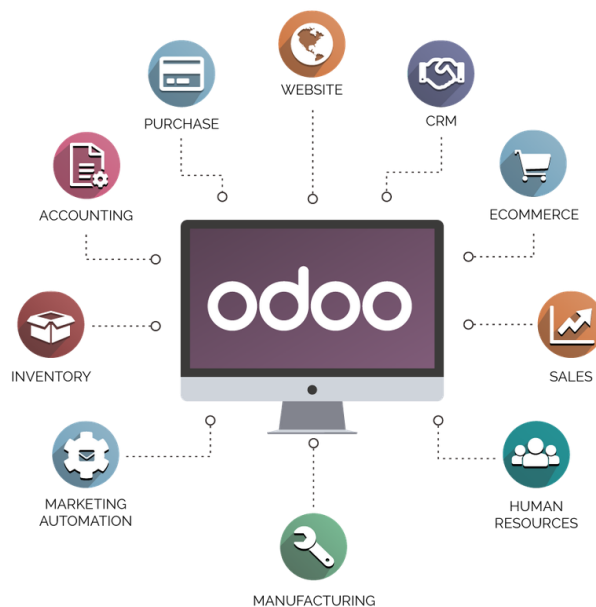 WEBSITE
PURCHASE
CRM
ACCOUNTING
ECOMMERCE
odoo
INVENTORY
SALES
MARKETING
AUTOMATION
HUMAN
RESOURCES
MANUFACTURING